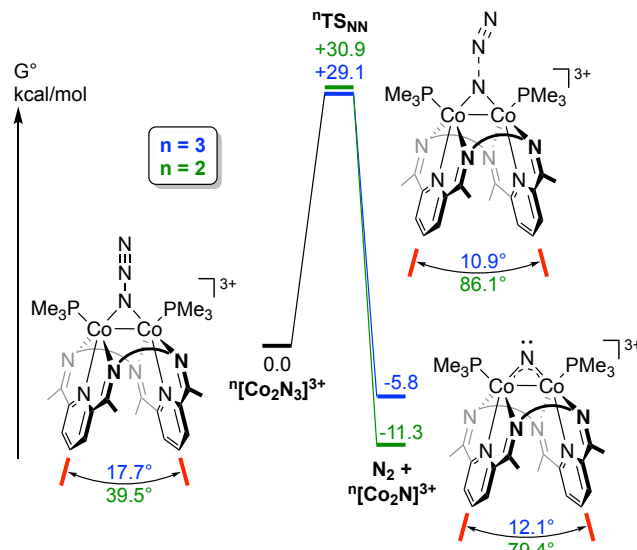 ⁿTS_NN
+30.9
+29.1
G°
kcal/mol
n = 3
n = 2
N
N
N
Me₃P
PMe₃
Co
Co
]³⁺
N
N
N
N
N
N
10.9°
86.1°
N
N
N
Me₃P
PMe₃
Co
Co
]³⁺
N
N
N
N
N
N
17.7°
39.5°
0.0
ⁿ[Co₂N₃]³⁺
-5.8
-11.3
N₂ +
ⁿ[Co₂N]³⁺
N
Me₃P
PMe₃
Co
Co
]³⁺
N
N
N
N
N
N
12.1°
79.4°